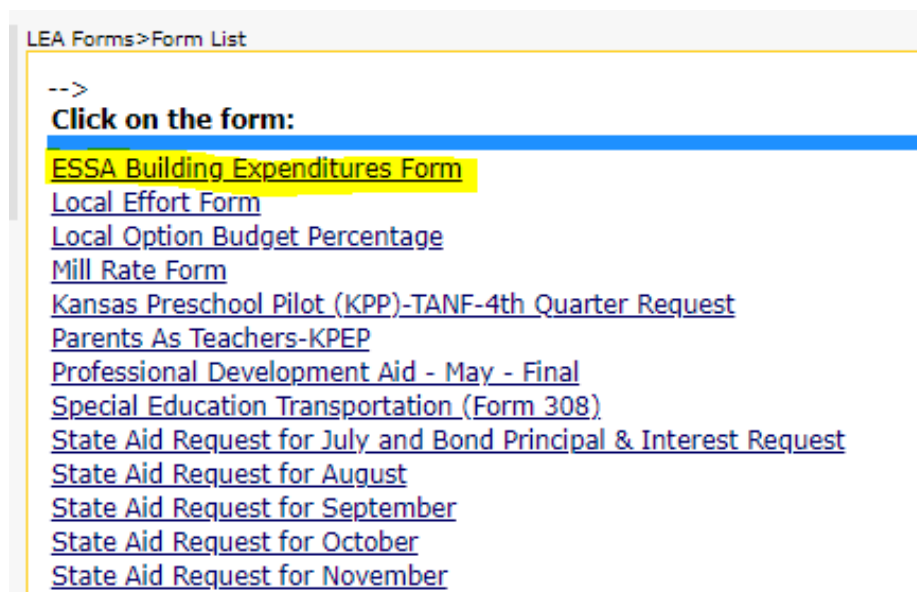 LEA Forms>Form List
-->
Click on the form:
ESSA Building Expenditures Form
Local Effort Form
Local Option Budget Percentage
Mill Rate Form
Kansas Preschool Pilot (KPP)-TANF-4th Quarter Request
Parents As Teachers-KPEP
Professional Development Aid - May - Final
Special Education Transportation (Form 308)
State Aid Request for July and Bond Principal & Interest Request
State Aid Request for August
State Aid Request for September
State Aid Request for October
State Aid Request for November